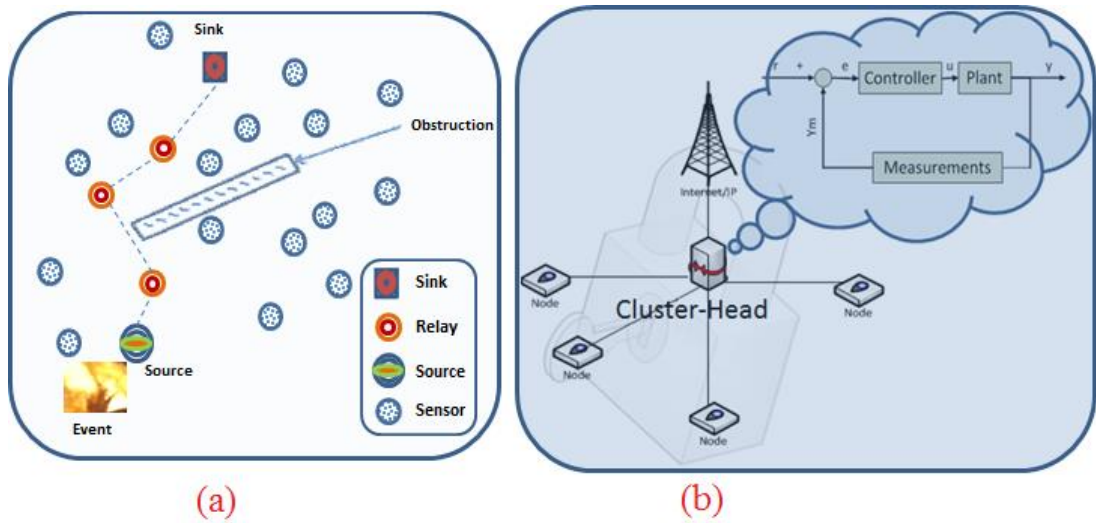 Sink
Obstruction
Sink
Relay
Source
Sensor
Source
Event
(a)
r
+
e
Controller
u
Plant
y
Ym
Measurements
Internet/IP
Node
Cluster-Head
Node
Node
Node
(b)